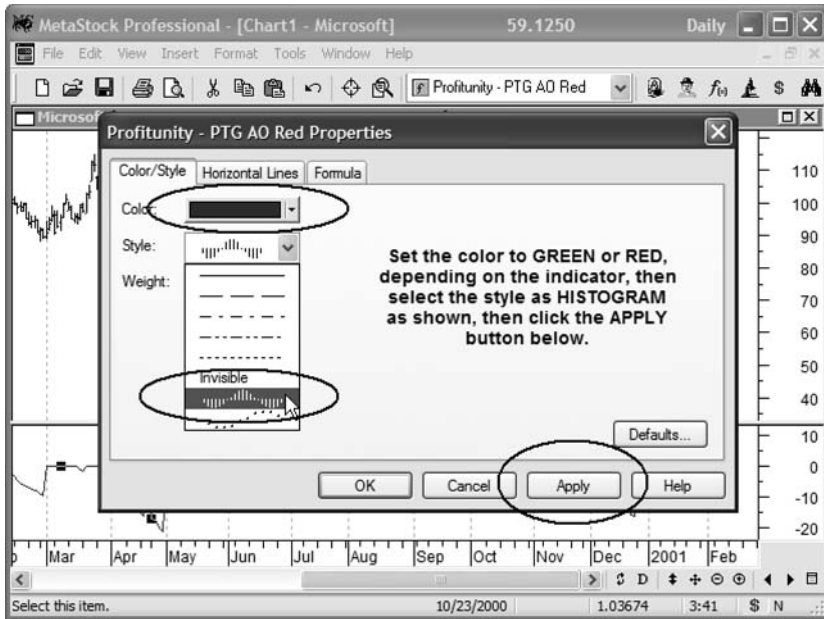 MetaStock Professional - [Chart1 - Microsoft] 59.1250 Daily
File Edit View Insert Format Tools Window Help
Profitunity - PTG AO Red
Microsof
Profitunity - PTG AO Red Properties
Color/Style Horizontal Lines Formula
Color:
Style:
Weight:
Invisible
Set the color to GREEN or RED,
depending on the indicator, then
select the style as HISTOGRAM
as shown, then click the APPLY
button below.
Defaults...
OK Cancel Apply Help
110
100
90
80
70
60
50
40
10
0
-10
-20
Mar Apr May Jun Jul Aug Sep Oct Nov Dec 2001 Feb
D
Select this item. 10/23/2000 1.03674 3:41 $ N